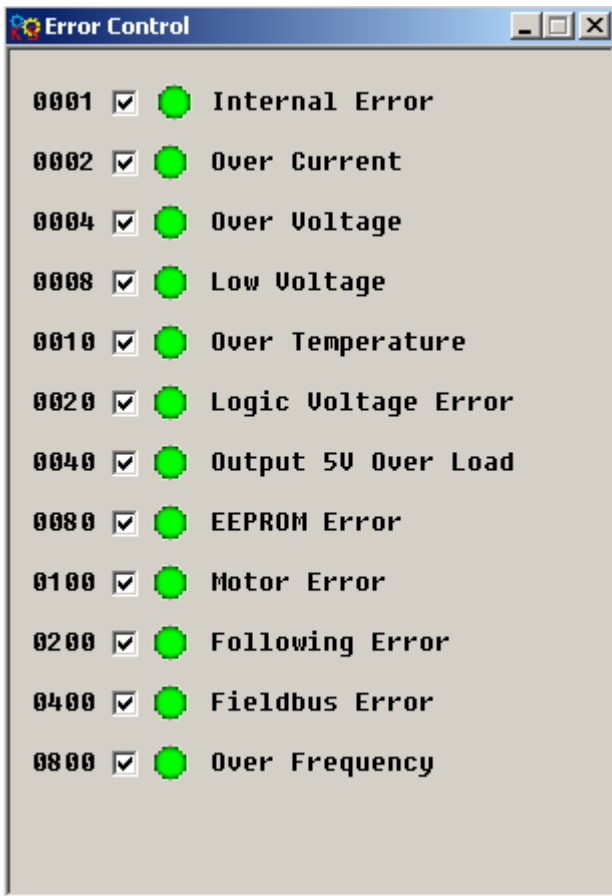 Error Control
0001 Internal Error
0002 Over Current
0004 Over Voltage
0008 Low Voltage
0010 Over Temperature
0020 Logic Voltage Error
0040 Output 5V Over Load
0080 EEPROM Error
0100 Motor Error
0200 Following Error
0400 Fieldbus Error
0800 Over Frequency